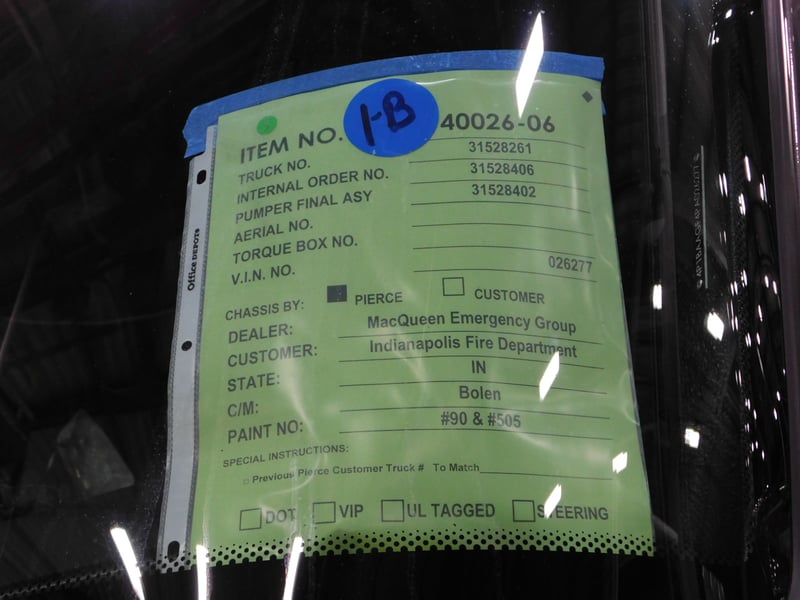 1-B
ITEM NO. 40026-06
TRUCK NO. 31528261
INTERNAL ORDER NO. 31528406
PUMPER FINAL ASY 31528402
AERIAL NO.
TORQUE BOX NO.
V.I.N. NO. 026277
CHASSIS BY: PIERCE CUSTOMER
DEALER: MacQueen Emergency Group
CUSTOMER: Indianapolis Fire Department
STATE: IN
C/M: Bolen
PAINT NO: #90 & #505
SPECIAL INSTRUCTIONS:
Previous Pierce Customer Truck # To Match
DOT VIP UL TAGGED STEERING
Office DEPOT